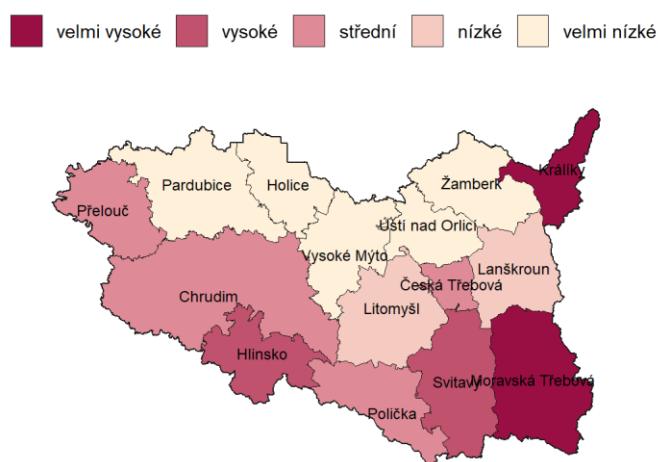 velmi vysoké vysoké střední nízké velmi nízké
Králíky
Pardubice Holice Žamberk
Přelouč
Ústí nad Orlicí
Vysoké Mýto Lanškroun
Chrudim Česká Třebová
Litomyšl
Hlinsko
Svitavy Moravská Třebová
Polička